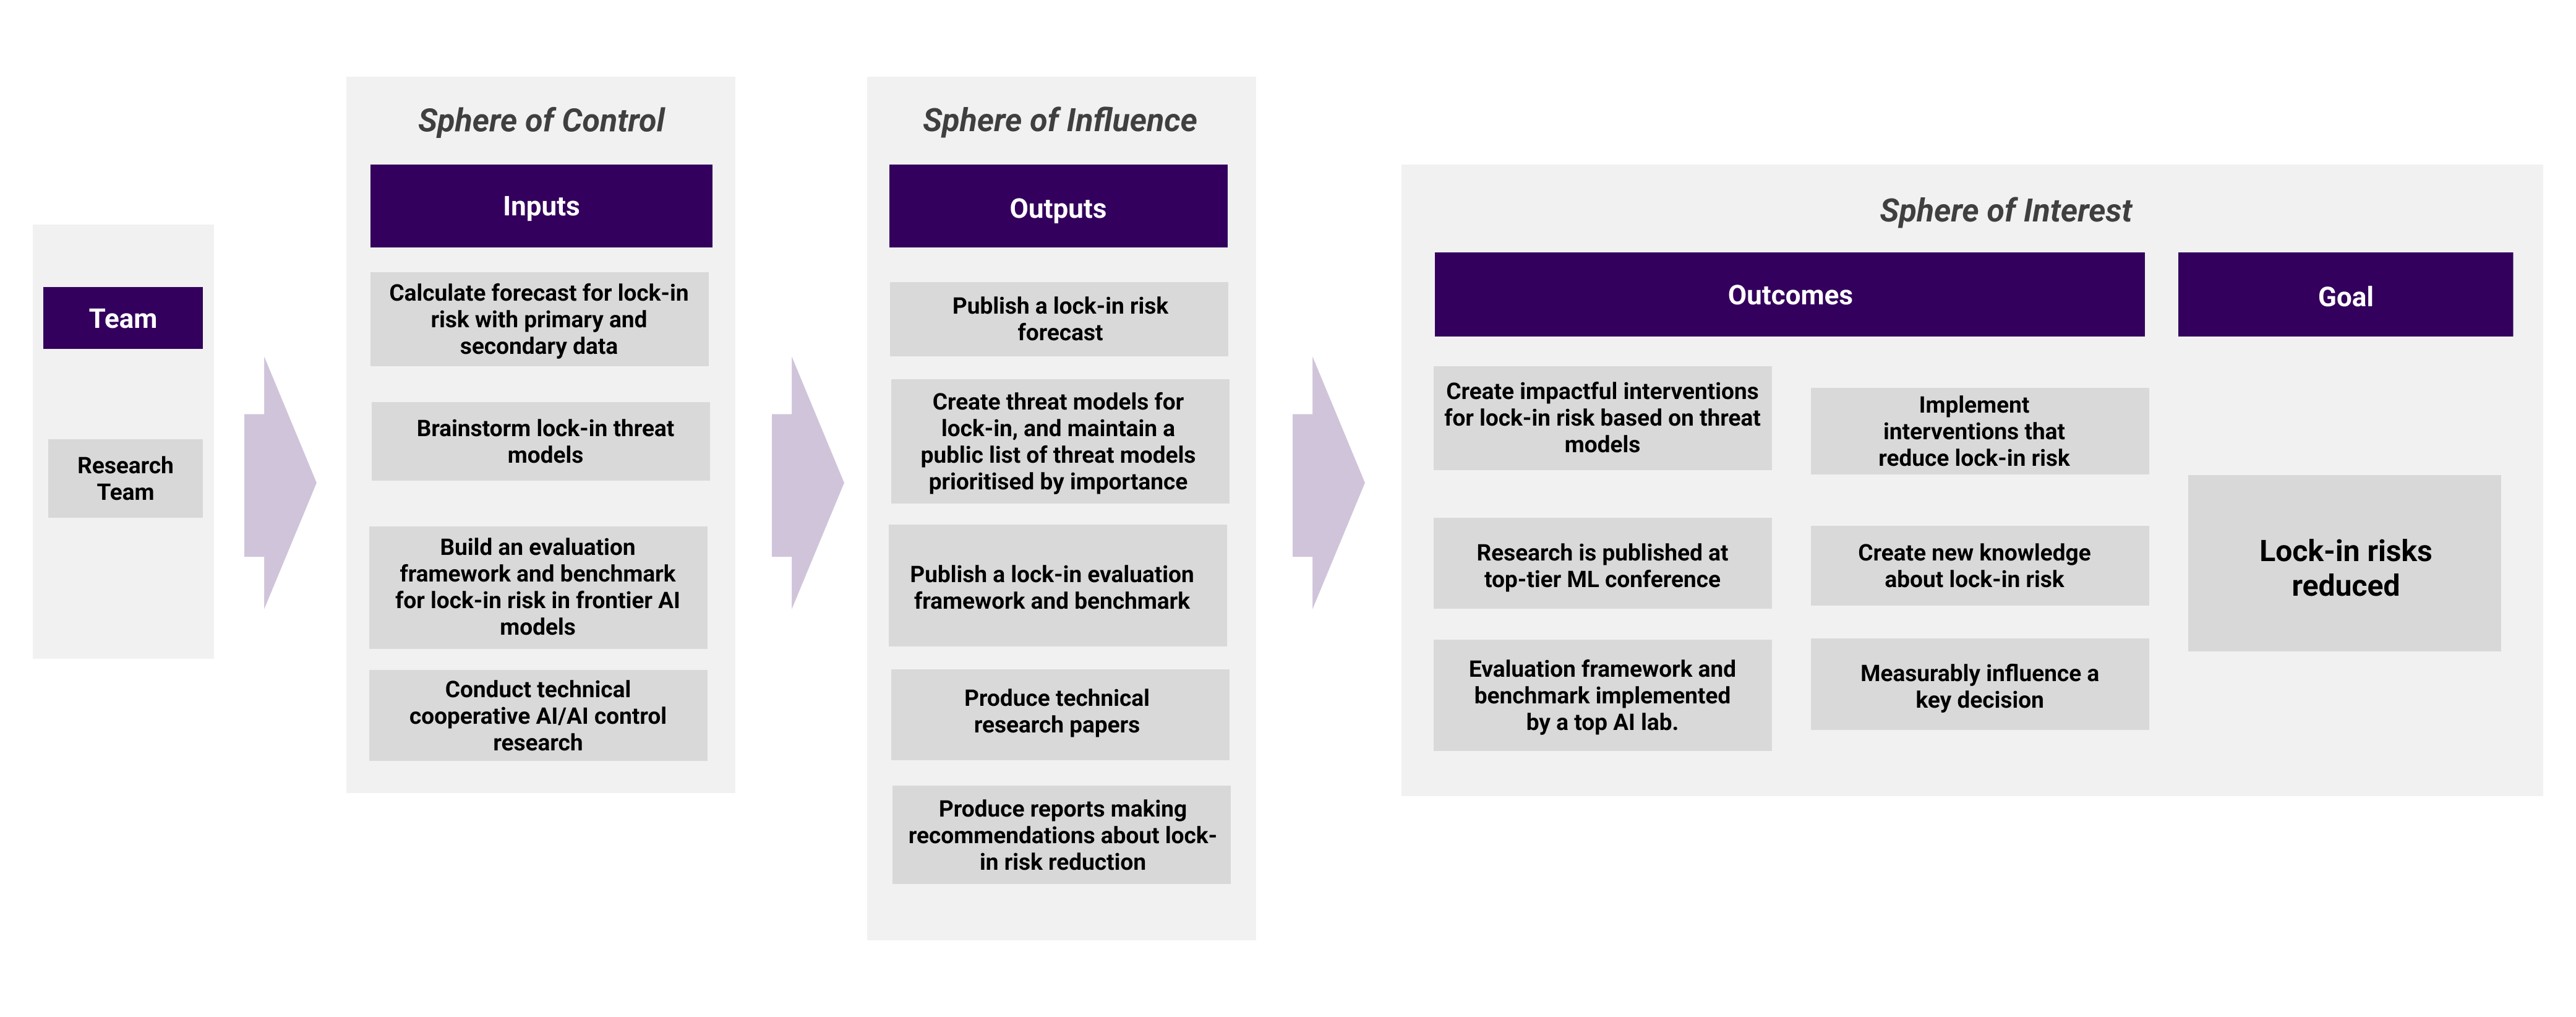 Team
Research
Team
Sphere of Control
Inputs
Calculate forecast for lock-in
risk with primary and
secondary data
Brainstorm lock-in threat
models
Build an evaluation
framework and benchmark
for lock-in risk in frontier AI
models
Conduct technical
cooperative AI/AI control
research
Sphere of Influence
Outputs
Publish a lock-in risk
forecast
Create threat models for
lock-in, and maintain a
public list of threat models
prioritised by importance
Publish a lock-in evaluation
framework and benchmark
Produce technical
research papers
Produce reports making
recommendations about lock-
in risk reduction
Sphere of Interest
Outcomes
Create impactful interventions
for lock-in risk based on threat
models
Research is published at
top-tier ML conference
Evaluation framework and
benchmark implemented
by a top AI lab.
Implement
interventions that
reduce lock-in risk
Create new knowledge
about lock-in risk
Measurably influence a
key decision
Goal
Lock-in risks
reduced